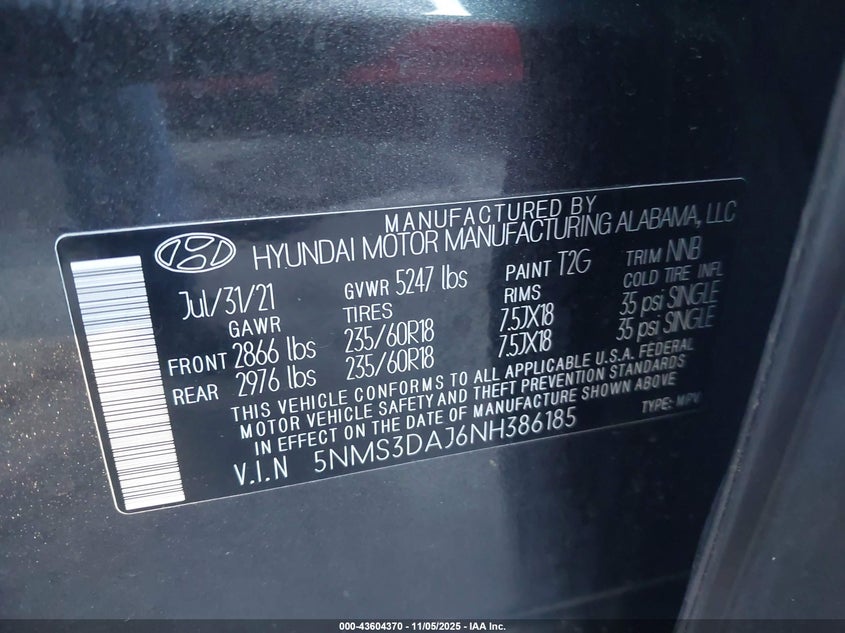 MANUFACTURED BY
HYUNDAI MOTOR MANUFACTURING ALABAMA, LLC
Jul/31/21 GVWR 5247 lbs PAINT T2G TRIM NNB
GAWR TIRES RIMS COLD TIRE INFL
FRONT 2866 lbs 235/60R18 7.5JX18 35 psi SINGLE
REAR 2976 lbs 235/60R18 7.5JX18 35 psi SINGLE
THIS VEHICLE CONFORMS TO ALL APPLICABLE U.S.A. FEDERAL
MOTOR VEHICLE SAFETY AND THEFT PREVENTION STANDARDS
IN EFFECT ON THE DATE OF MANUFACTURE SHOWN ABOVE
V.I.N 5NMS3DAJ6NH386185 TYPE: MPV
000-43604370 - 11/05/2025 - IAA Inc.